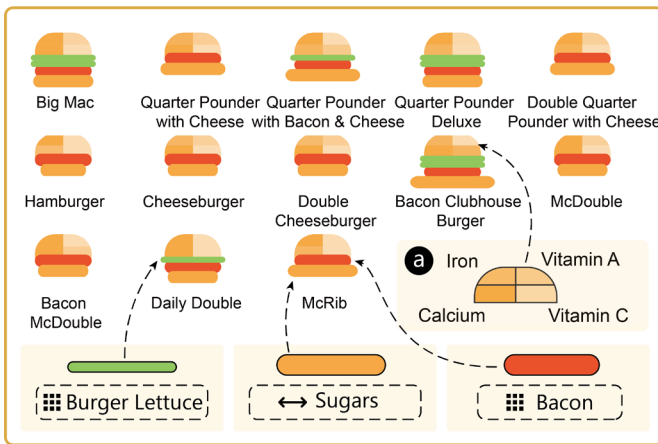 Big Mac
Quarter Pounder
with Cheese
Quarter Pounder
with Bacon & Cheese
Quarter Pounder
Deluxe
Double Quarter
Pounder with Cheese
Hamburger
Cheeseburger
Double
Cheeseburger
Bacon Clubhouse
Burger
McDouble
Bacon
McDouble
Daily Double
McRib
a
Iron
Vitamin A
Calcium
Vitamin C
Burger Lettuce
Sugars
Bacon